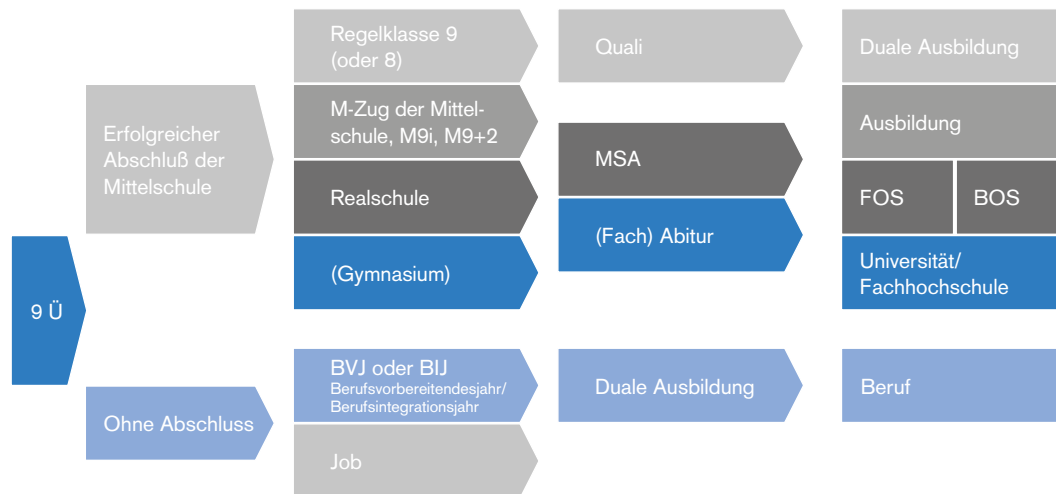 9 Ü
Erfolgreicher
Abschluß der
Mittelschule
Ohne Abschluss
Regelklasse 9
(oder 8)
M-Zug der Mittel-
schule, M9i, M9+2
Realschule
(Gymnasium)
BVJ oder BIJ
Berufsvorbereitendesjahr/
Berufsintegrationsjahr
Job
Quali
MSA
(Fach) Abitur
Duale Ausbildung
Duale Ausbildung
Ausbildung
FOS
BOS
Universität/
Fachhochschule
Beruf